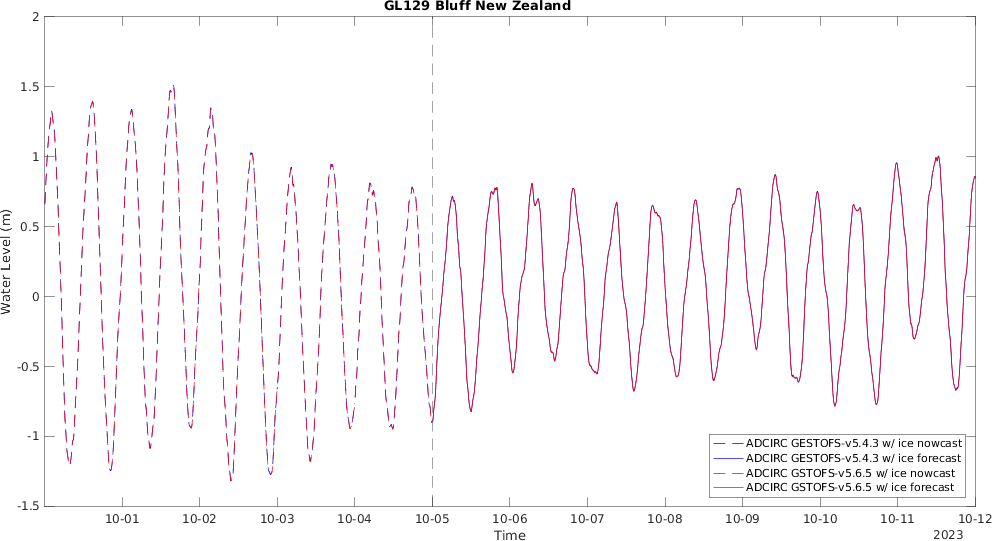 GL129 Bluff New Zealand
2
1.5
1
0.5
0
-0.5
-1
-1.5
Water Level (m)
10-01 10-02 10-03 10-04 10-05 10-06 10-07 10-08 10-09 10-10 10-11 10-12
Time
2023
ADCIRC GESTOFS-v5.4.3 w/ ice nowcast
ADCIRC GESTOFS-v5.4.3 w/ ice forecast
ADCIRC GSTOFS-v5.6.5 w/ ice nowcast
ADCIRC GSTOFS-v5.6.5 w/ ice forecast